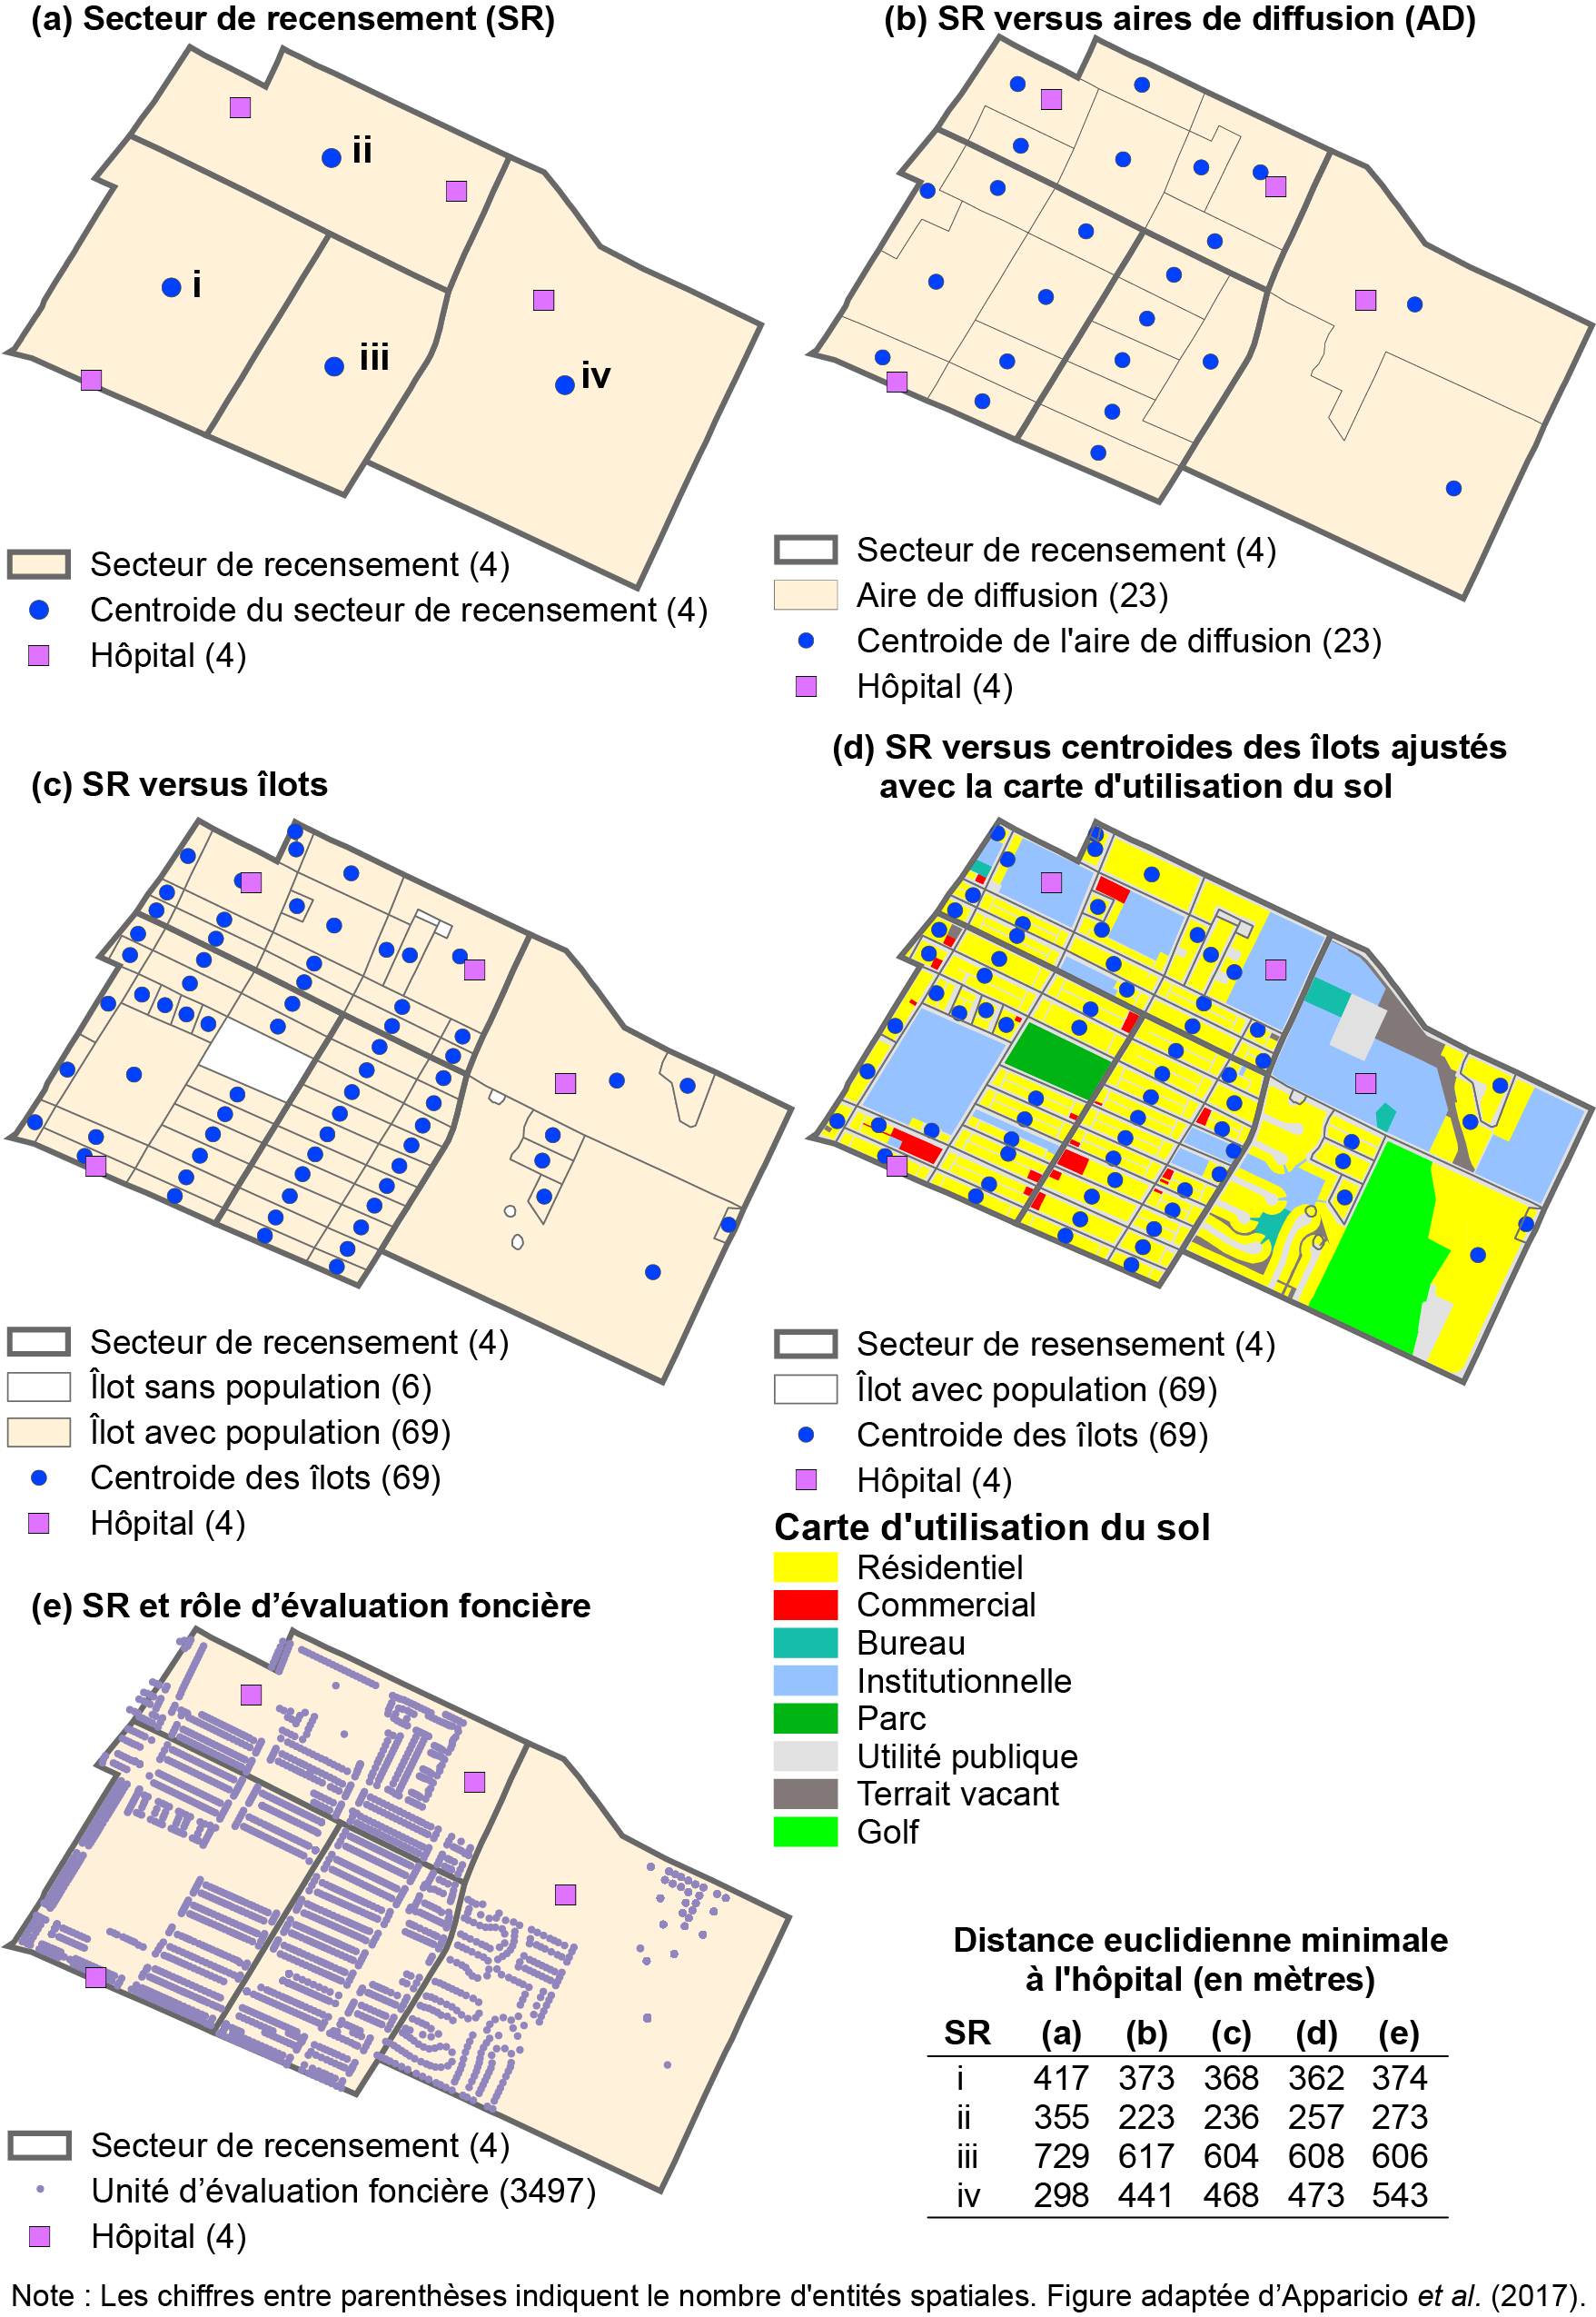 (a) Secteur de recensement (SR)
ii
i
iii
iv
Secteur de recensement (4)
Centroide du secteur de recensement (4)
Hôpital (4)
(b) SR versus aires de diffusion (AD)
Secteur de recensement (4)
Aire de diffusion (23)
Centroide de l'aire de diffusion (23)
Hôpital (4)
(c) SR versus îlots
Secteur de recensement (4)
Îlot sans population (6)
Îlot avec population (69)
Centroide des îlots (69)
Hôpital (4)
(d) SR versus centroides des îlots ajustés
avec la carte d'utilisation du sol
Secteur de resensement (4)
Îlot avec population (69)
Centroide des îlots (69)
Hôpital (4)
Carte d'utilisation du sol
Résidentiel
Commercial
Bureau
Institutionnelle
Parc
Utilité publique
Terrait vacant
Golf
(e) SR et rôle d’évaluation foncière
Secteur de recensement (4)
Unité d’évaluation foncière (3497)
Hôpital (4)
Distance euclidienne minimale
à l'hôpital (en mètres)
SR (a) (b) (c) (d) (e)
i 417 373 368 362 374
ii 355 223 236 257 273
iii 729 617 604 608 606
iv 298 441 468 473 543
Note : Les chiffres entre parenthèses indiquent le nombre d'entités spatiales. Figure adaptée d’Apparicio et al. (2017).